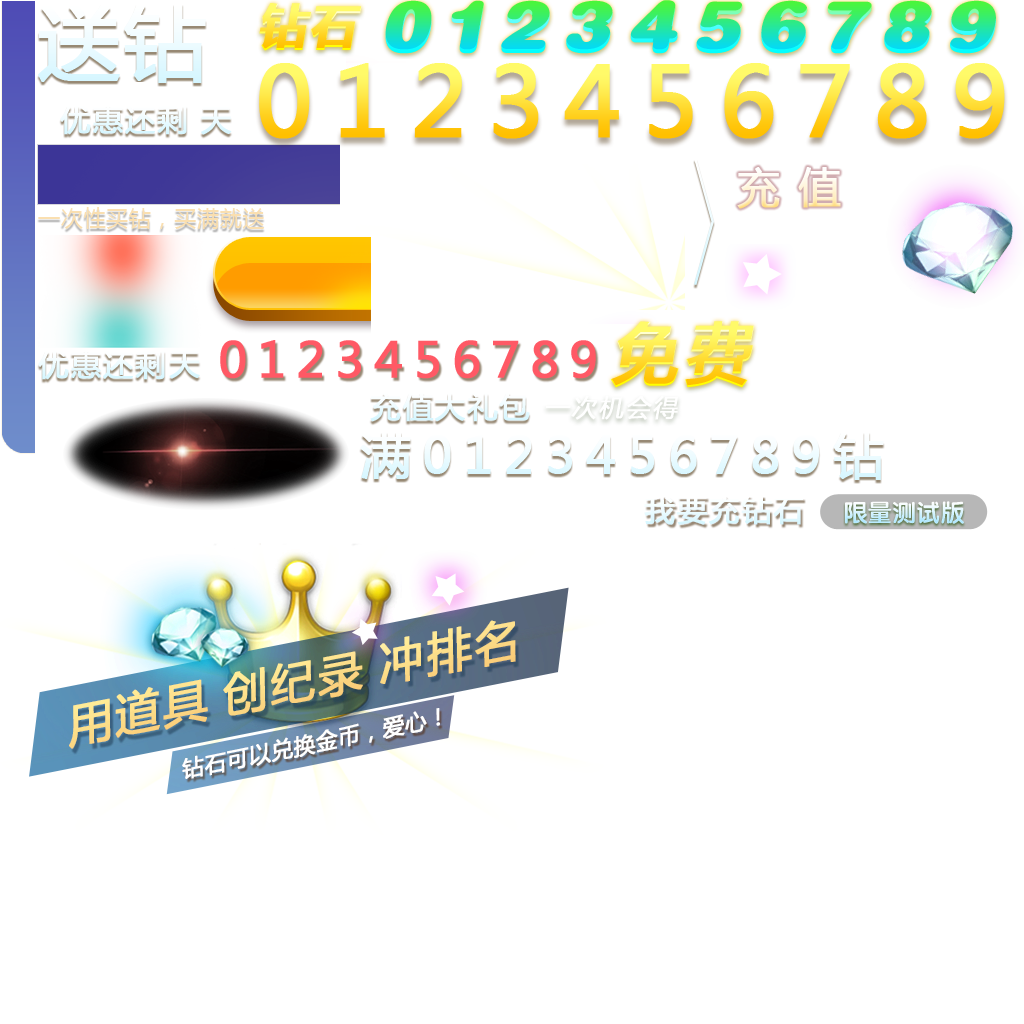 送钻
钻石 0123456789
0123456789
优惠还剩 天
充值
一次性买钻，买满就送
优惠还剩天 0123456789 免费
充值大礼包 一次机会得
满0123456789钻
我要充钻石 限量测试版
用道具 创纪录 冲排名
钻石可以兑换金币，爱心！